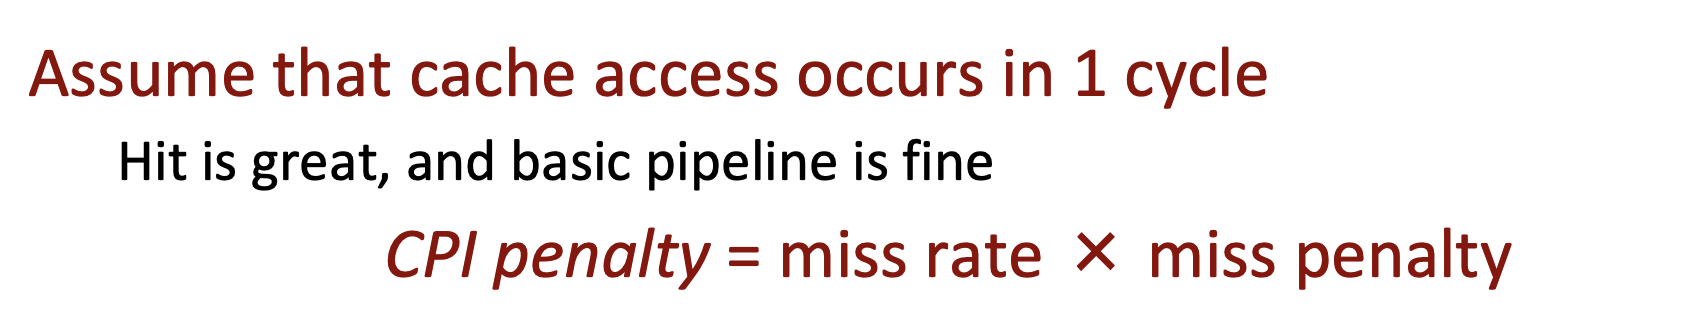 Assume that cache access occurs in 1 cycle
Hit is great, and basic pipeline is fine
CPI penalty = miss rate × miss penalty